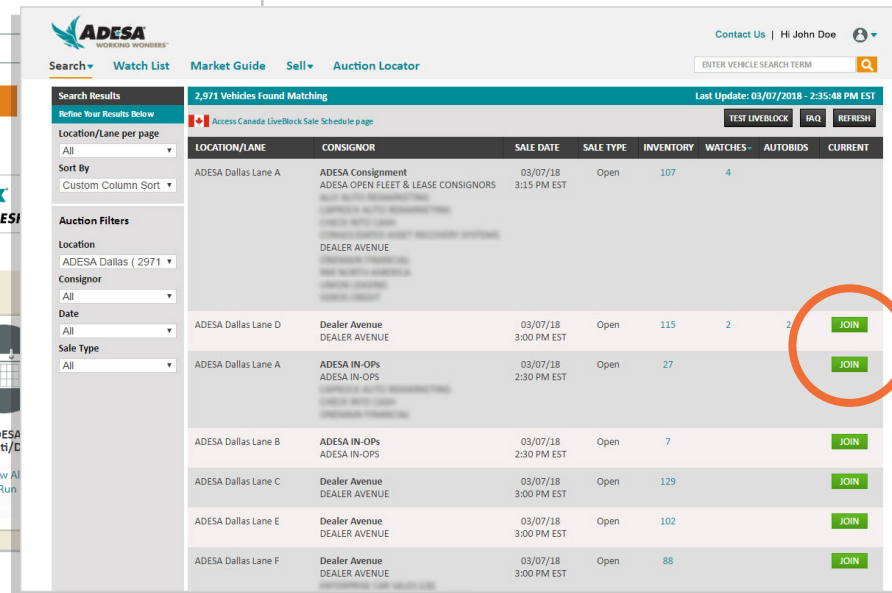 ADESA
WORKING WONDERS™
Contact Us | Hi John Doe
Search Watch List Market Guide Sell Auction Locator
ENTER VEHICLE SEARCH TERM
Search Results
2,971 Vehicles Found Matching
Last Update: 03/07/2018 - 2:35:48 PM EST
Refine Your Results Below
Access Canada LiveBlock Sale Schedule page
TEST LIVEBLOCK FAQ REFRESH
Location/Lane per page
All
Sort By
Custom Column Sort
Auction Filters
Location
ADESA Dallas ( 2971
Consignor
All
Date
All
Sale Type
All
LOCATION/LANE CONSIGNOR SALE DATE SALE TYPE INVENTORY WATCHES AUTOBIDS CURRENT
ADESA Dallas Lane A ADESA Consignment 03/07/18 Open 107 4
ADESA OPEN FLEET & LEASE CONSIGNORS 3:15 PM EST
DEALER AVENUE
ADESA Dallas Lane D Dealer Avenue 03/07/18 Open 115 2 2 JOIN
DEALER AVENUE 3:00 PM EST
ADESA Dallas Lane A ADESA IN-OPs 03/07/18 Open 27 JOIN
ADESA IN-OPS 2:30 PM EST
ADESA Dallas Lane B ADESA IN-OPs 03/07/18 Open 7 JOIN
ADESA IN-OPS 2:30 PM EST
ADESA Dallas Lane C Dealer Avenue 03/07/18 Open 129 JOIN
DEALER AVENUE 3:00 PM EST
ADESA Dallas Lane E Dealer Avenue 03/07/18 Open 102 JOIN
DEALER AVENUE 3:00 PM EST
ADESA Dallas Lane F Dealer Avenue 03/07/18 Open 88 JOIN
DEALER AVENUE 3:00 PM EST